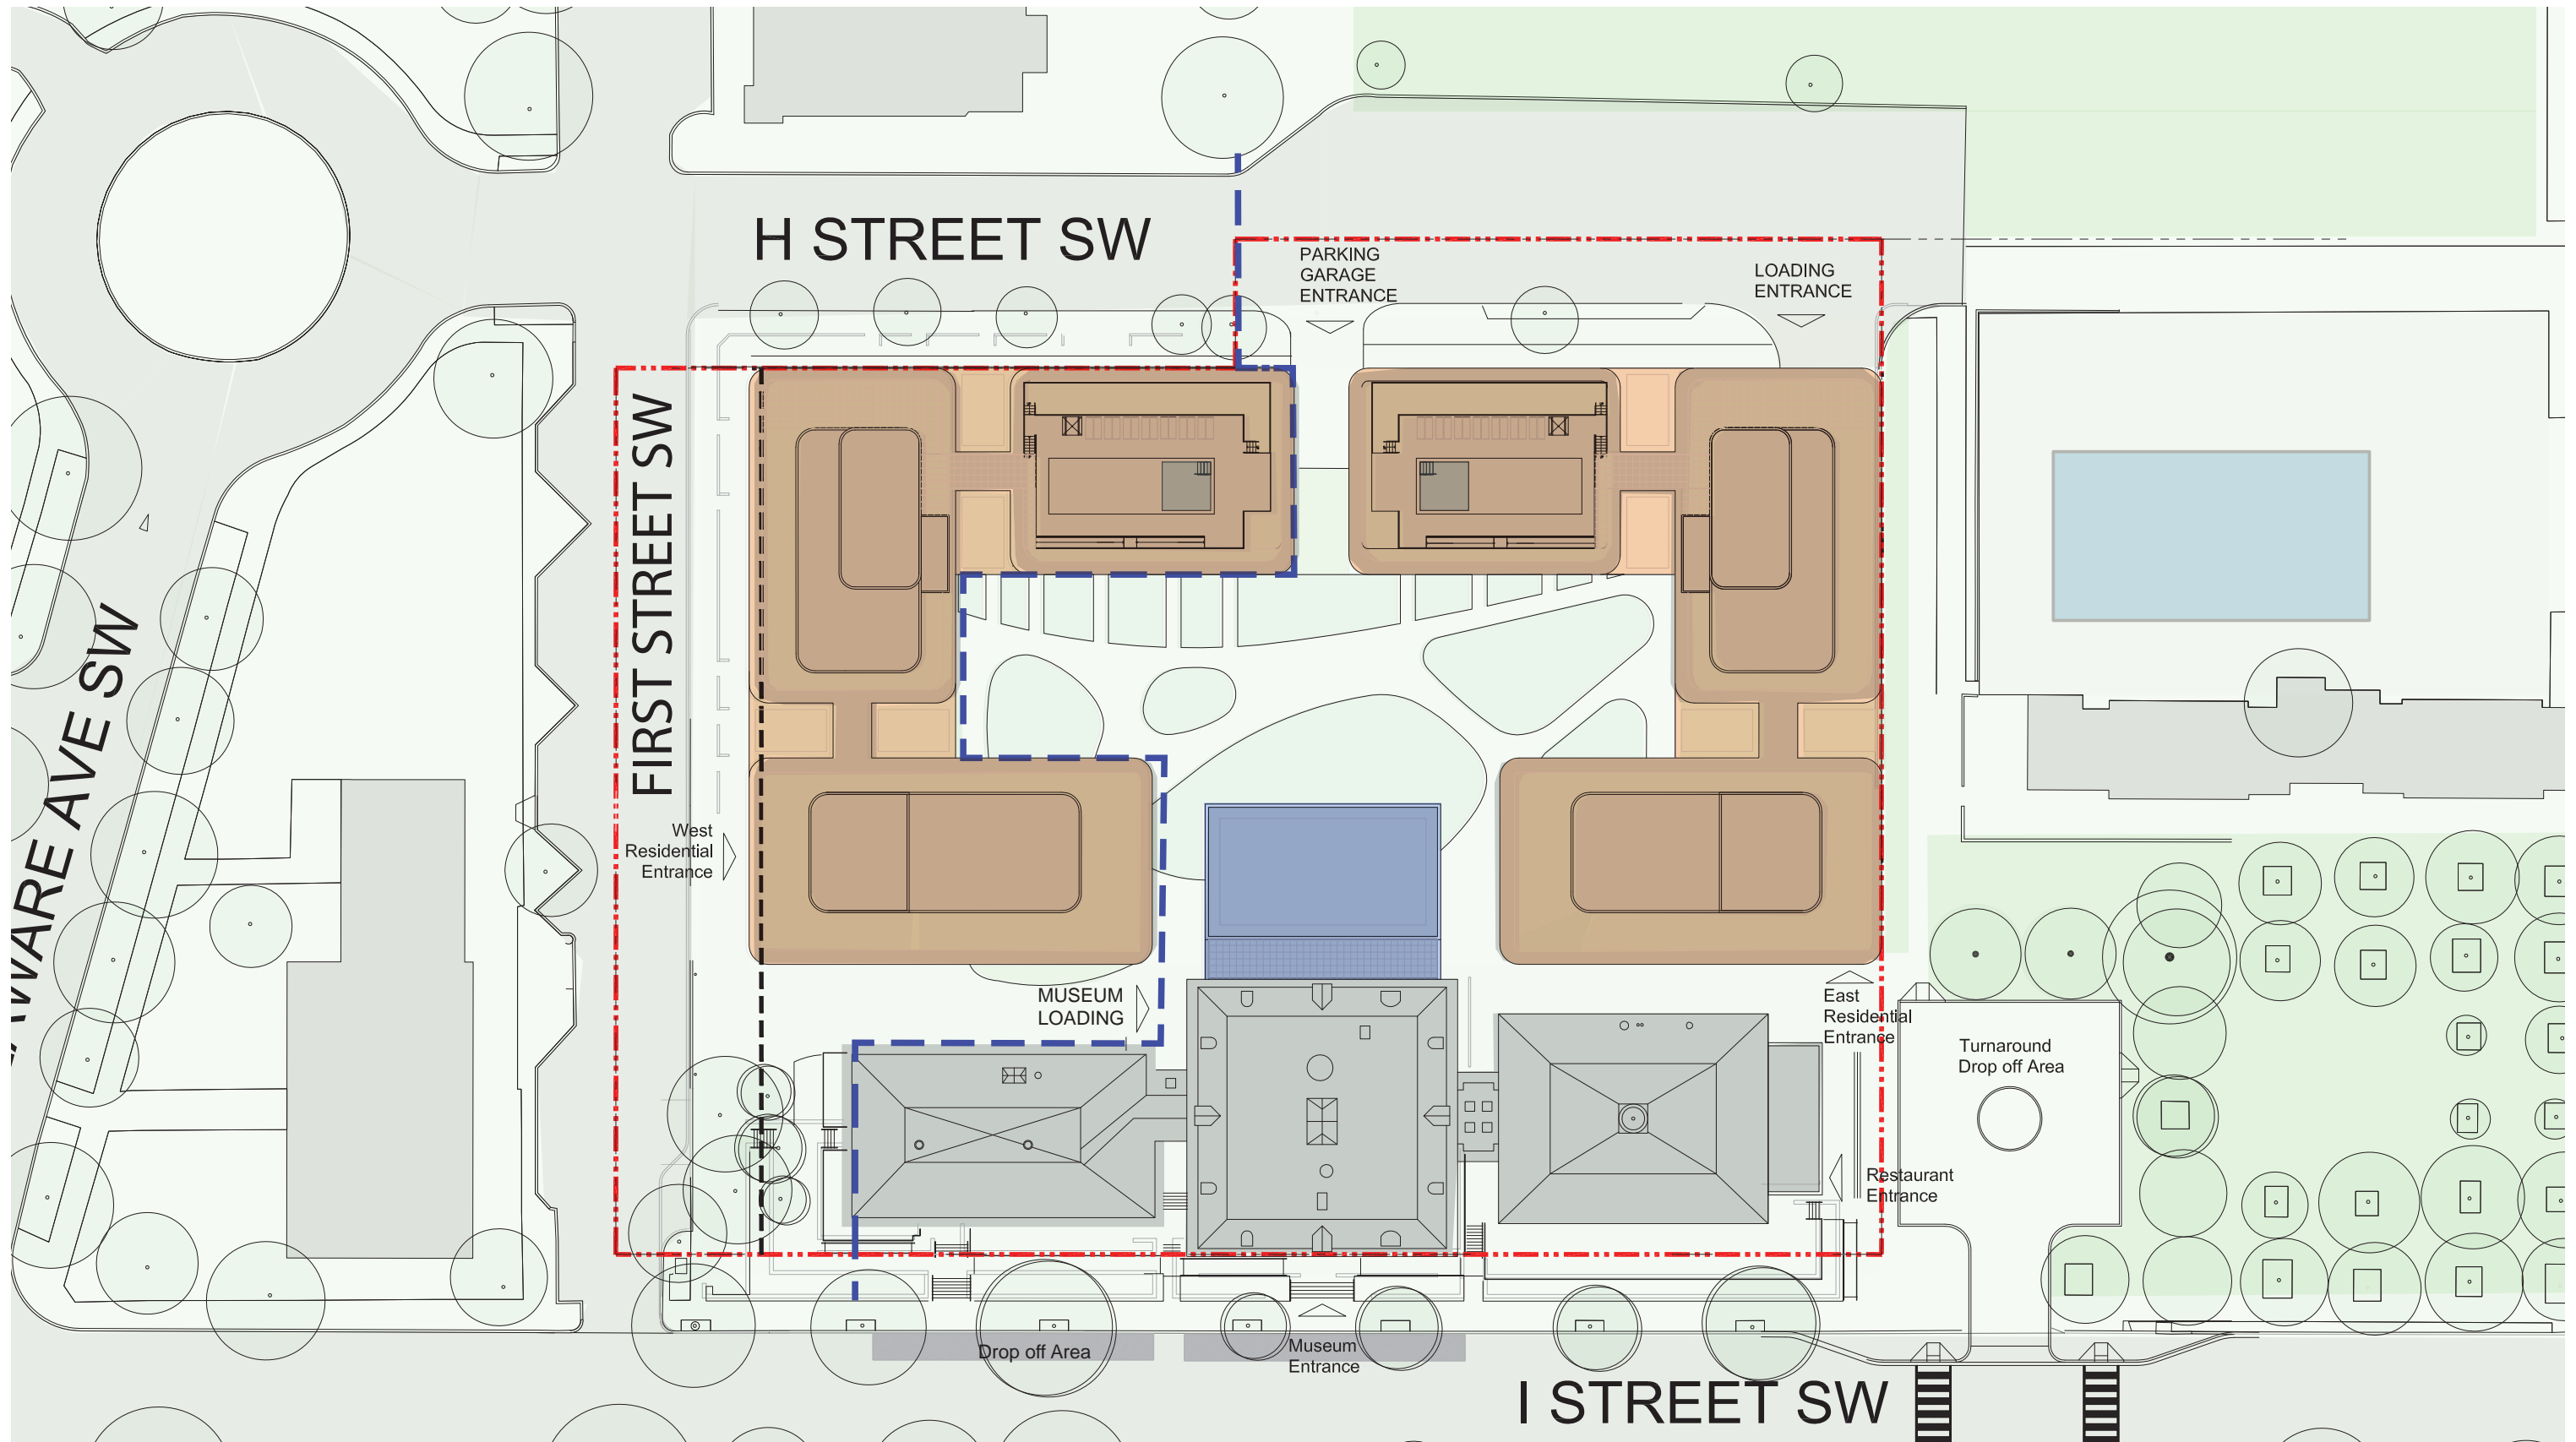 H STREET SW
PARKING
GARAGE
ENTRANCE
LOADING
ENTRANCE
FIRST STREET SW
WARE AVE SW
West
Residential
Entrance
MUSEUM
LOADING
East
Residential
Entrance
Turnaround
Drop off Area
Restaurant
Entrance
Drop off Area
Museum
Entrance
I STREET SW